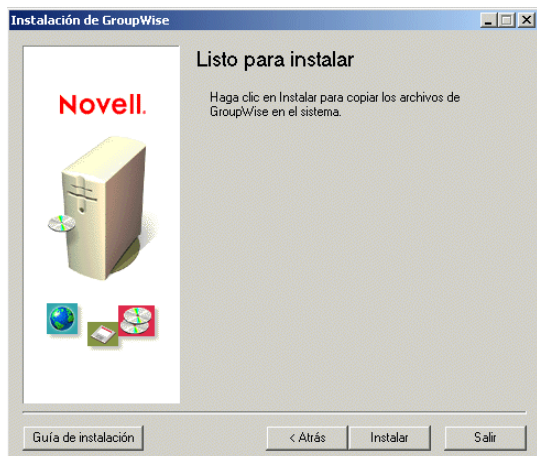 Instalación de GroupWise
Listo para instalar
Novell.
Haga clic en Instalar para copiar los archivos de
GroupWise en el sistema.
Guía de instalación
< Atrás
Instalar
Salir